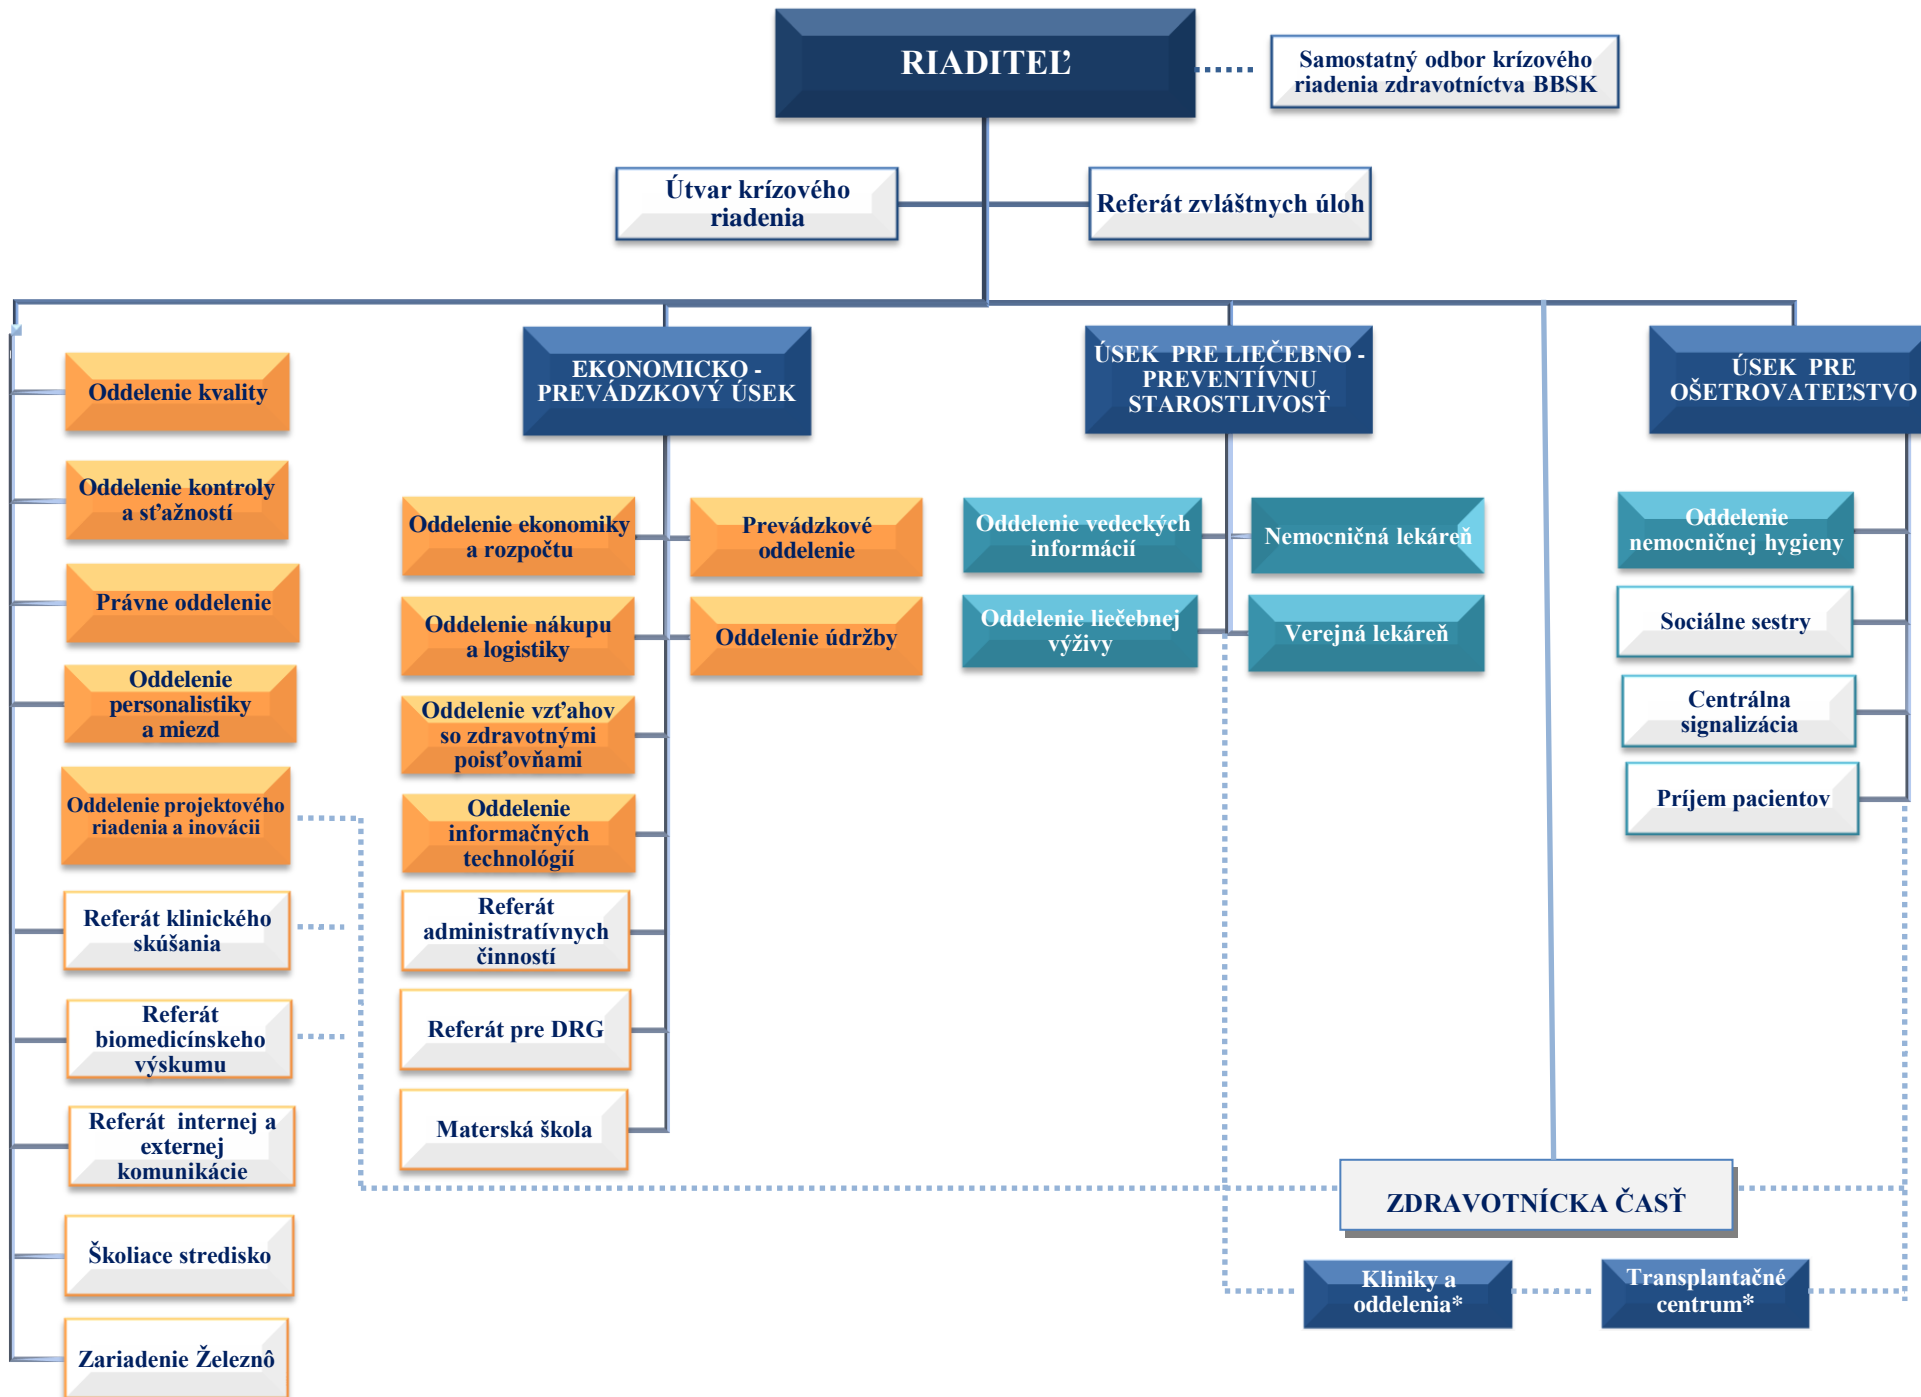 RIADITEĽ
Samostatný odbor krízového
riadenia zdravotníctva BBSK
Útvar krízového
riadenia
Referát zvláštnych úloh
Oddelenie kvality
Oddelenie kontroly
a sťažností
Právne oddelenie
Oddelenie
personalistiky
a miezd
Oddelenie projektového
riadenia a inovácii
Referát klinického
skúšania
Referát
biomedicínskeho
výskumu
Referát  internej a
externej
komunikácie
Školiace stredisko
Zariadenie Železnô
EKONOMICKO -
PREVÁDZKOVÝ ÚSEK
Oddelenie ekonomiky
a rozpočtu
Prevádzkové
oddelenie
Oddelenie nákupu
a logistiky
Oddelenie údržby
Oddelenie vzťahov
so zdravotnými
poisťovňami
Oddelenie
informačných
technológií
Referát
administratívnych
činností
Referát pre DRG
Materská škola
ÚSEK  PRE LIEČEBNO -
PREVENTÍVNU
STAROSTLIVOSŤ
Oddelenie vedeckých
informácií
Nemocničná lekáreň
Oddelenie liečebnej
výživy
Verejná lekáreň
ÚSEK  PRE
OŠETROVATEĽSTVO
Oddelenie
nemocničnej hygieny
Sociálne sestry
Centrálna
signalizácia
Príjem pacientov
ZDRAVOTNÍCKA ČASŤ
Kliniky a
oddelenia*
Transplantačné
centrum*